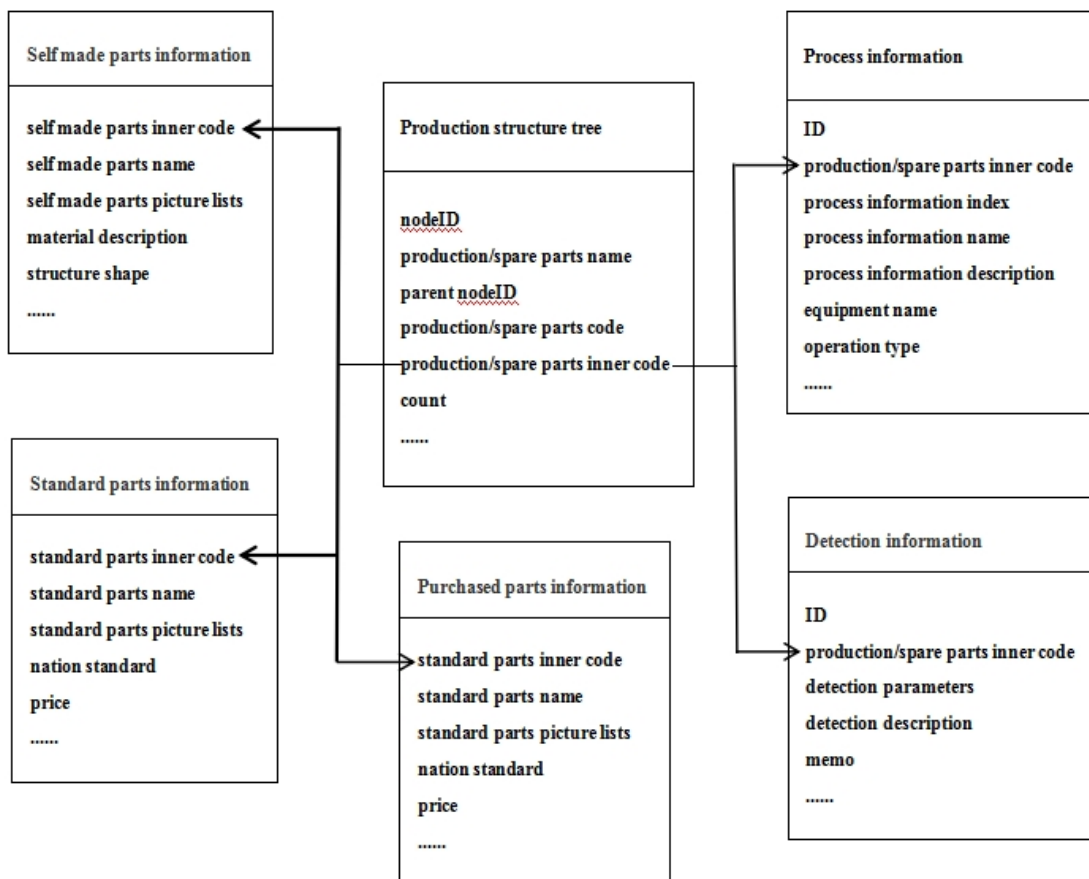 Self made parts information
self made parts inner code
self made parts name
self made parts picture lists
material description
structure shape
......
Production structure tree
nodeID
production/spare parts name
parent nodeID
production/spare parts code
production/spare parts inner code
count
......
Process information
ID
production/spare parts inner code
process information index
process information name
process information description
equipment name
operation type
......
Standard parts information
standard parts inner code
standard parts name
standard parts picture lists
nation standard
price
......
Purchased parts information
standard parts inner code
standard parts name
standard parts picture lists
nation standard
price
......
Detection information
ID
production/spare parts inner code
detection parameters
detection description
memo
......